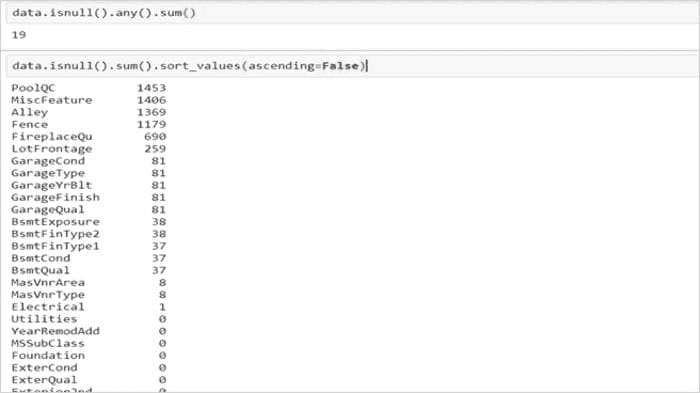 data.isnull().any().sum()
19
data.isnull().sum().sort_values(ascending=False)
PoolQC 1453
MiscFeature 1406
Alley 1369
Fence 1179
FireplaceQu 690
LotFrontage 259
GarageCond 81
GarageType 81
GarageYrBlt 81
GarageFinish 81
GarageQual 81
BsmtExposure 38
BsmtFinType2 38
BsmtFinType1 37
BsmtCond 37
BsmtQual 37
MasVnrArea 8
MasVnrType 8
Electrical 1
Utilities 0
YearRemodAdd 0
MSSubClass 0
Foundation 0
ExterCond 0
ExterQual 0